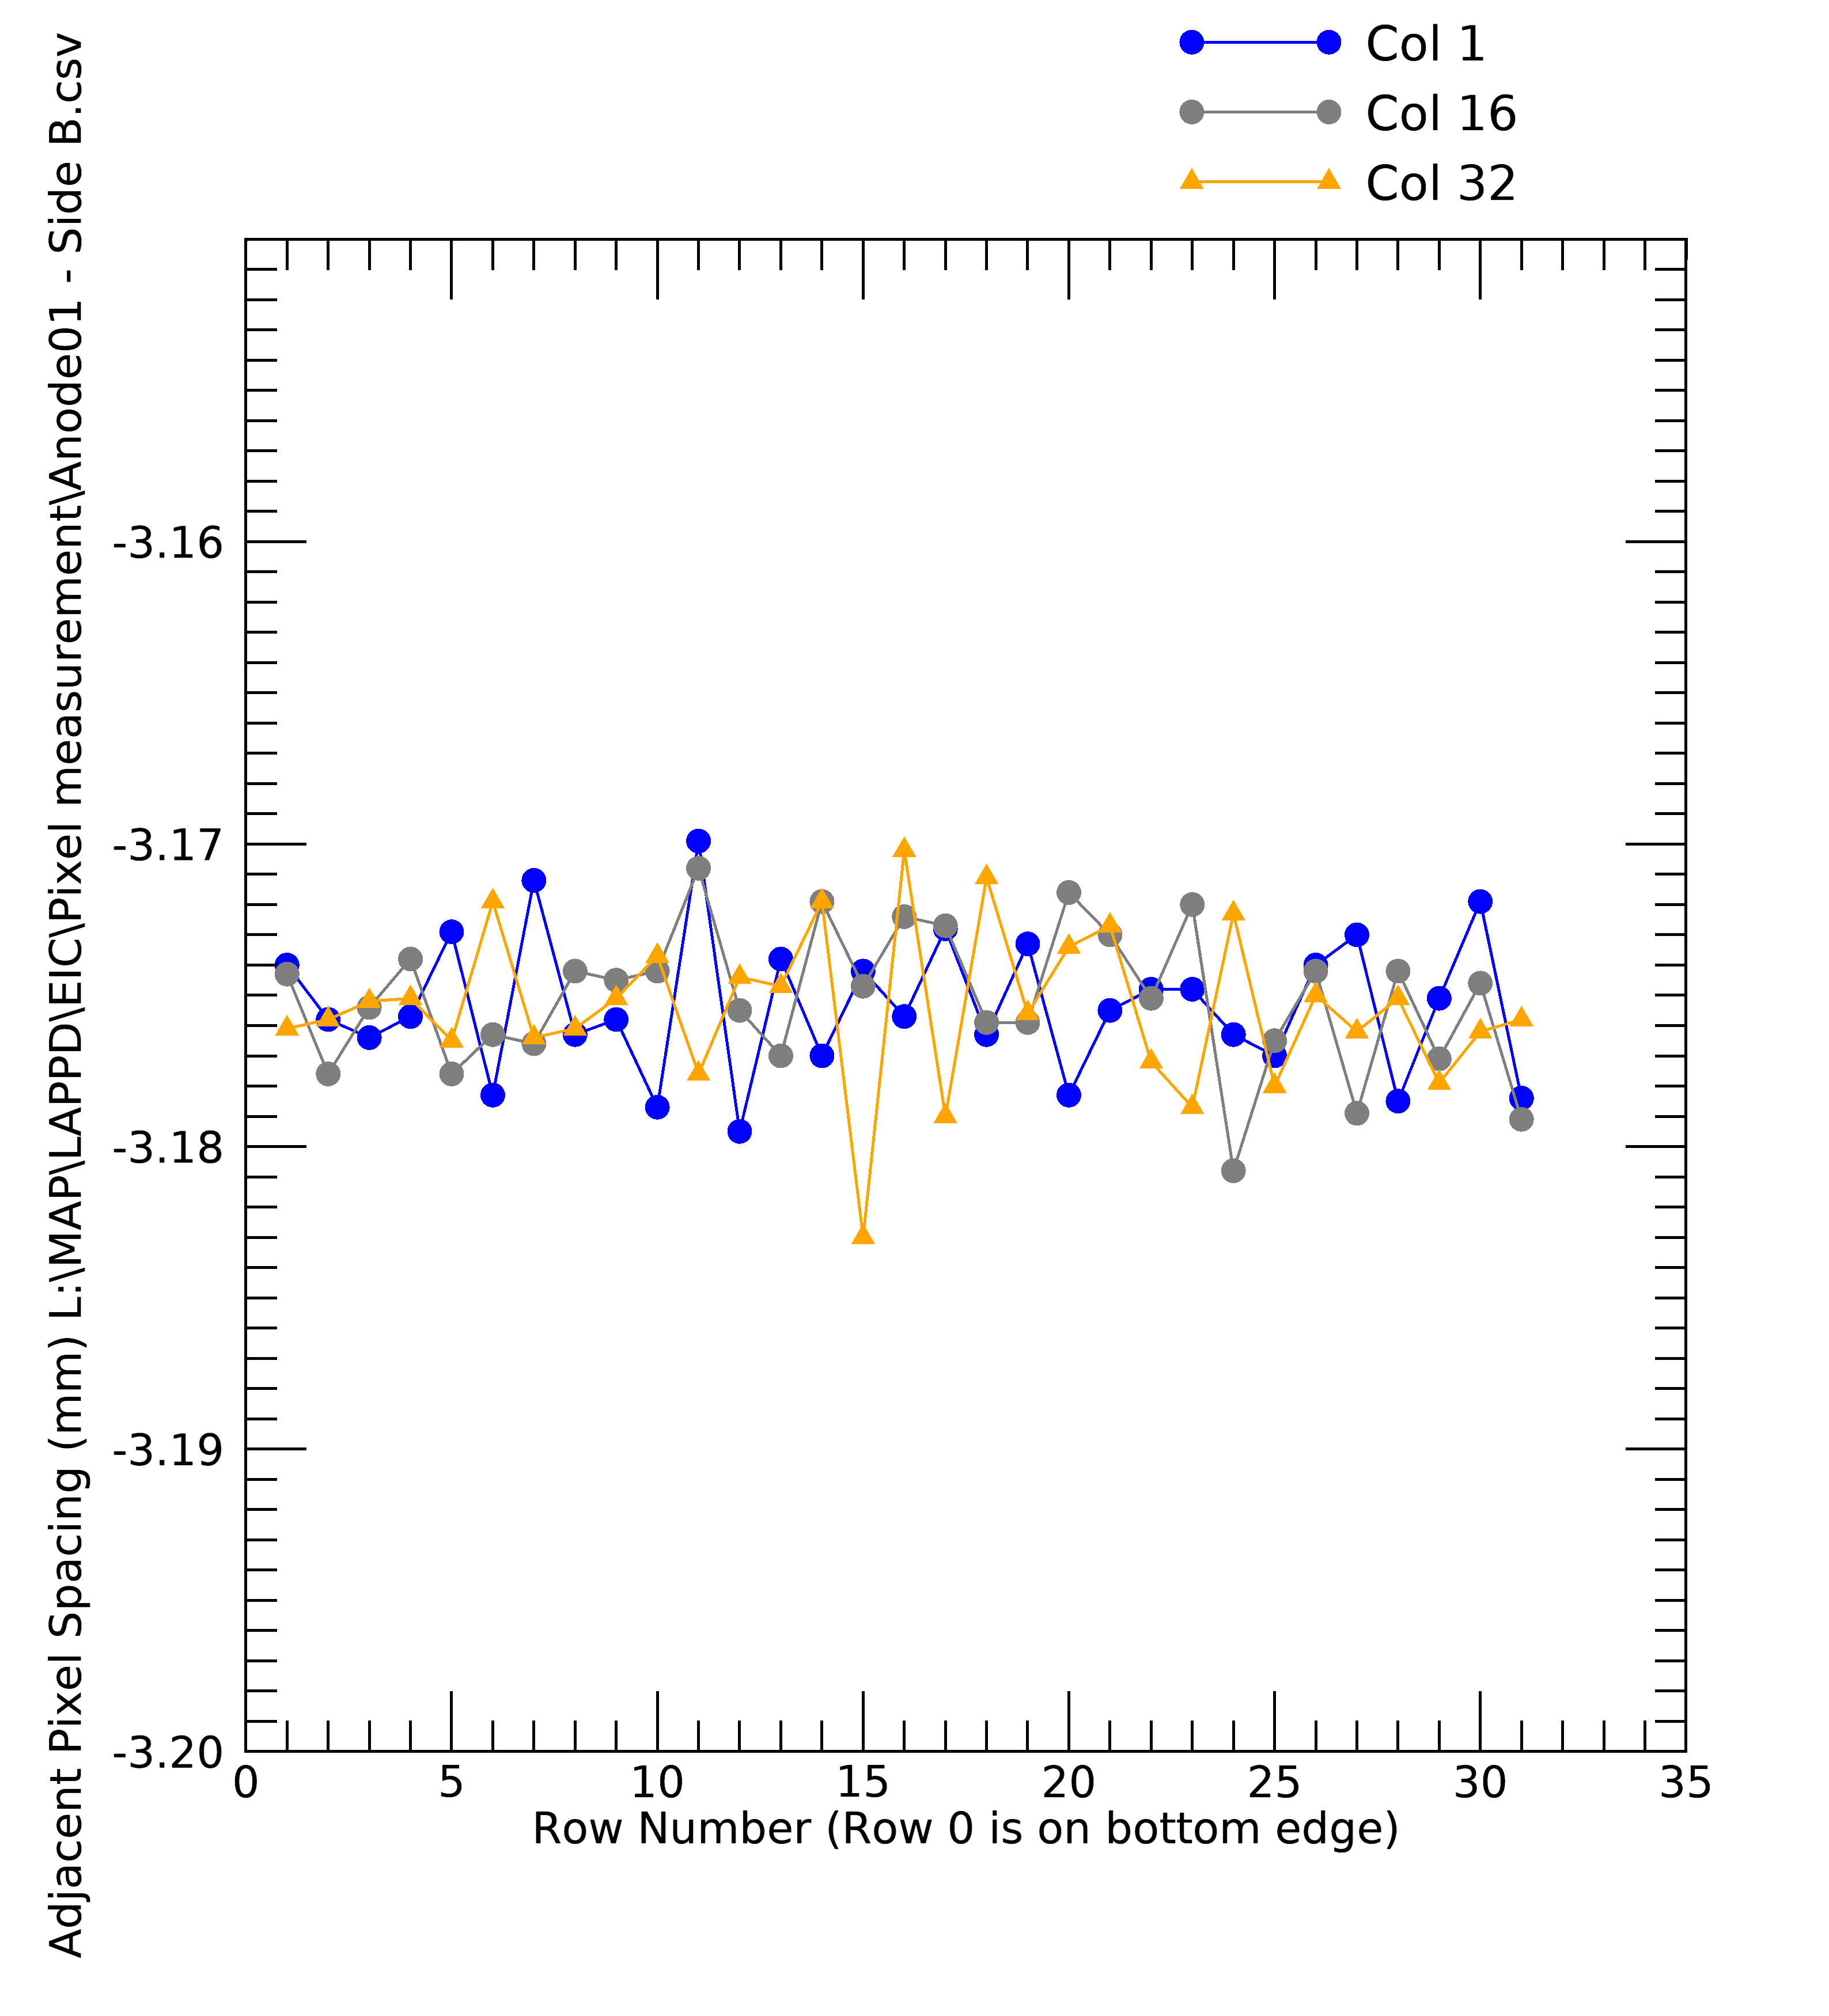 Col 1
Col 16
Col 32
Adjacent Pixel Spacing (mm) L:\MAP\LAPPD\EIC\Pixel measurement\Anode01 - Side B.csv
-3.16
-3.17
-3.18
-3.19
-3.20
0 5 10 15 20 25 30 35
Row Number (Row 0 is on bottom edge)